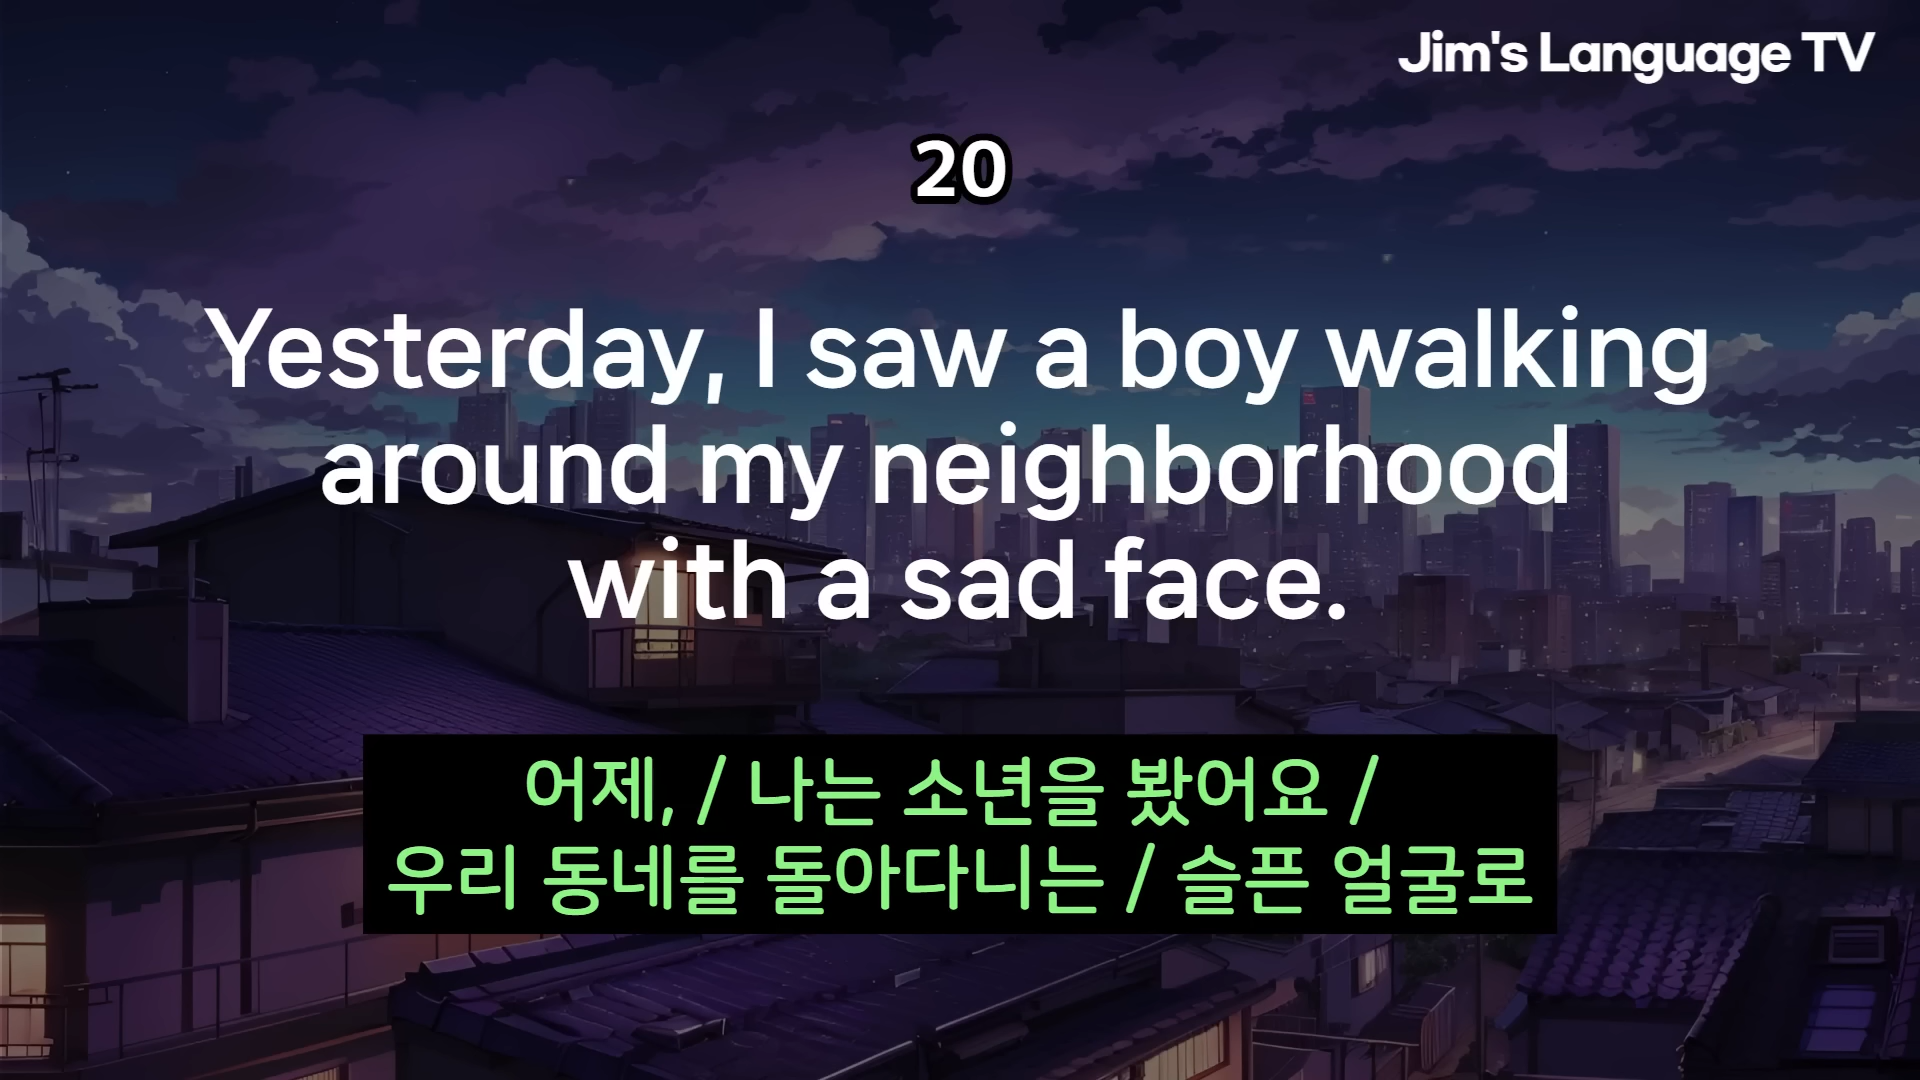 Jim's Language TV
20
Yesterday, I saw a boy walking
around my neighborhood
with a sad face.
어제, / 나는 소년을 봤어요 /
우리 동네를 돌아다니는 / 슬픈 얼굴로